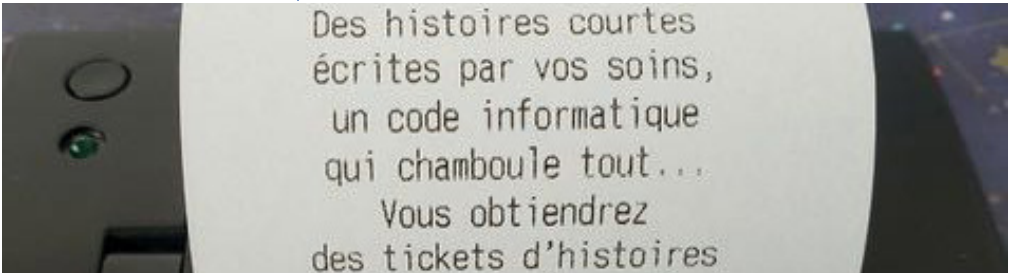 Des histoires courtes
écrites par vos soins,
un code informatique
qui chamboule tout...
Vous obtiendrez
des tickets d'histoires